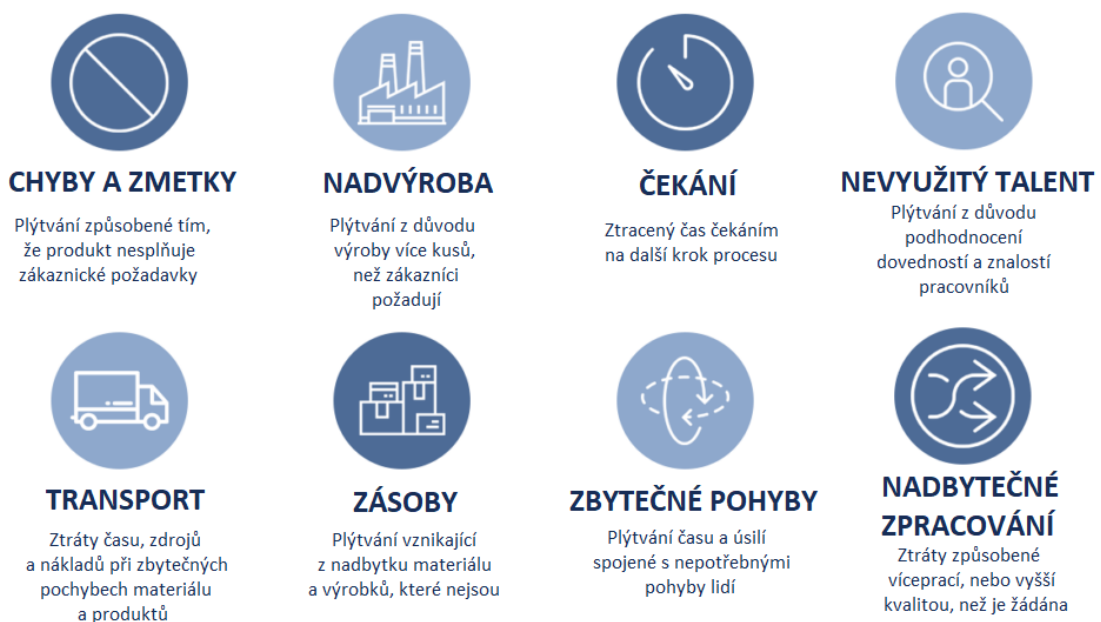 CHYBY A ZMETKY
Plýtvání způsobené tím,
že produkt nesplňuje
zákaznické požadavky
NADVÝROBA
Plýtvání z důvodu
výroby více kusů,
než zákazníci
požadují
ČEKÁNÍ
Ztracený čas čekáním
na další krok procesu
NEVYUŽITÝ TALENT
Plýtvání z důvodu
podhodnocení
dovedností a znalostí
pracovníků
TRANSPORT
Ztráty času, zdrojů
a nákladů při zbytečných
pochybech materiálu
a produktů
ZÁSOBY
Plýtvání vznikající
z nadbytku materiálu
a výrobků, které nejsou
ZBYTEČNÉ POHYBY
Plýtvání času a úsilí
spojené s nepotřebnými
pohyby lidí
NADBYTEČNÉ
ZPRACOVÁNÍ
Ztráty způsobené
víceprací, nebo vyšší
kvalitou, než je žádána